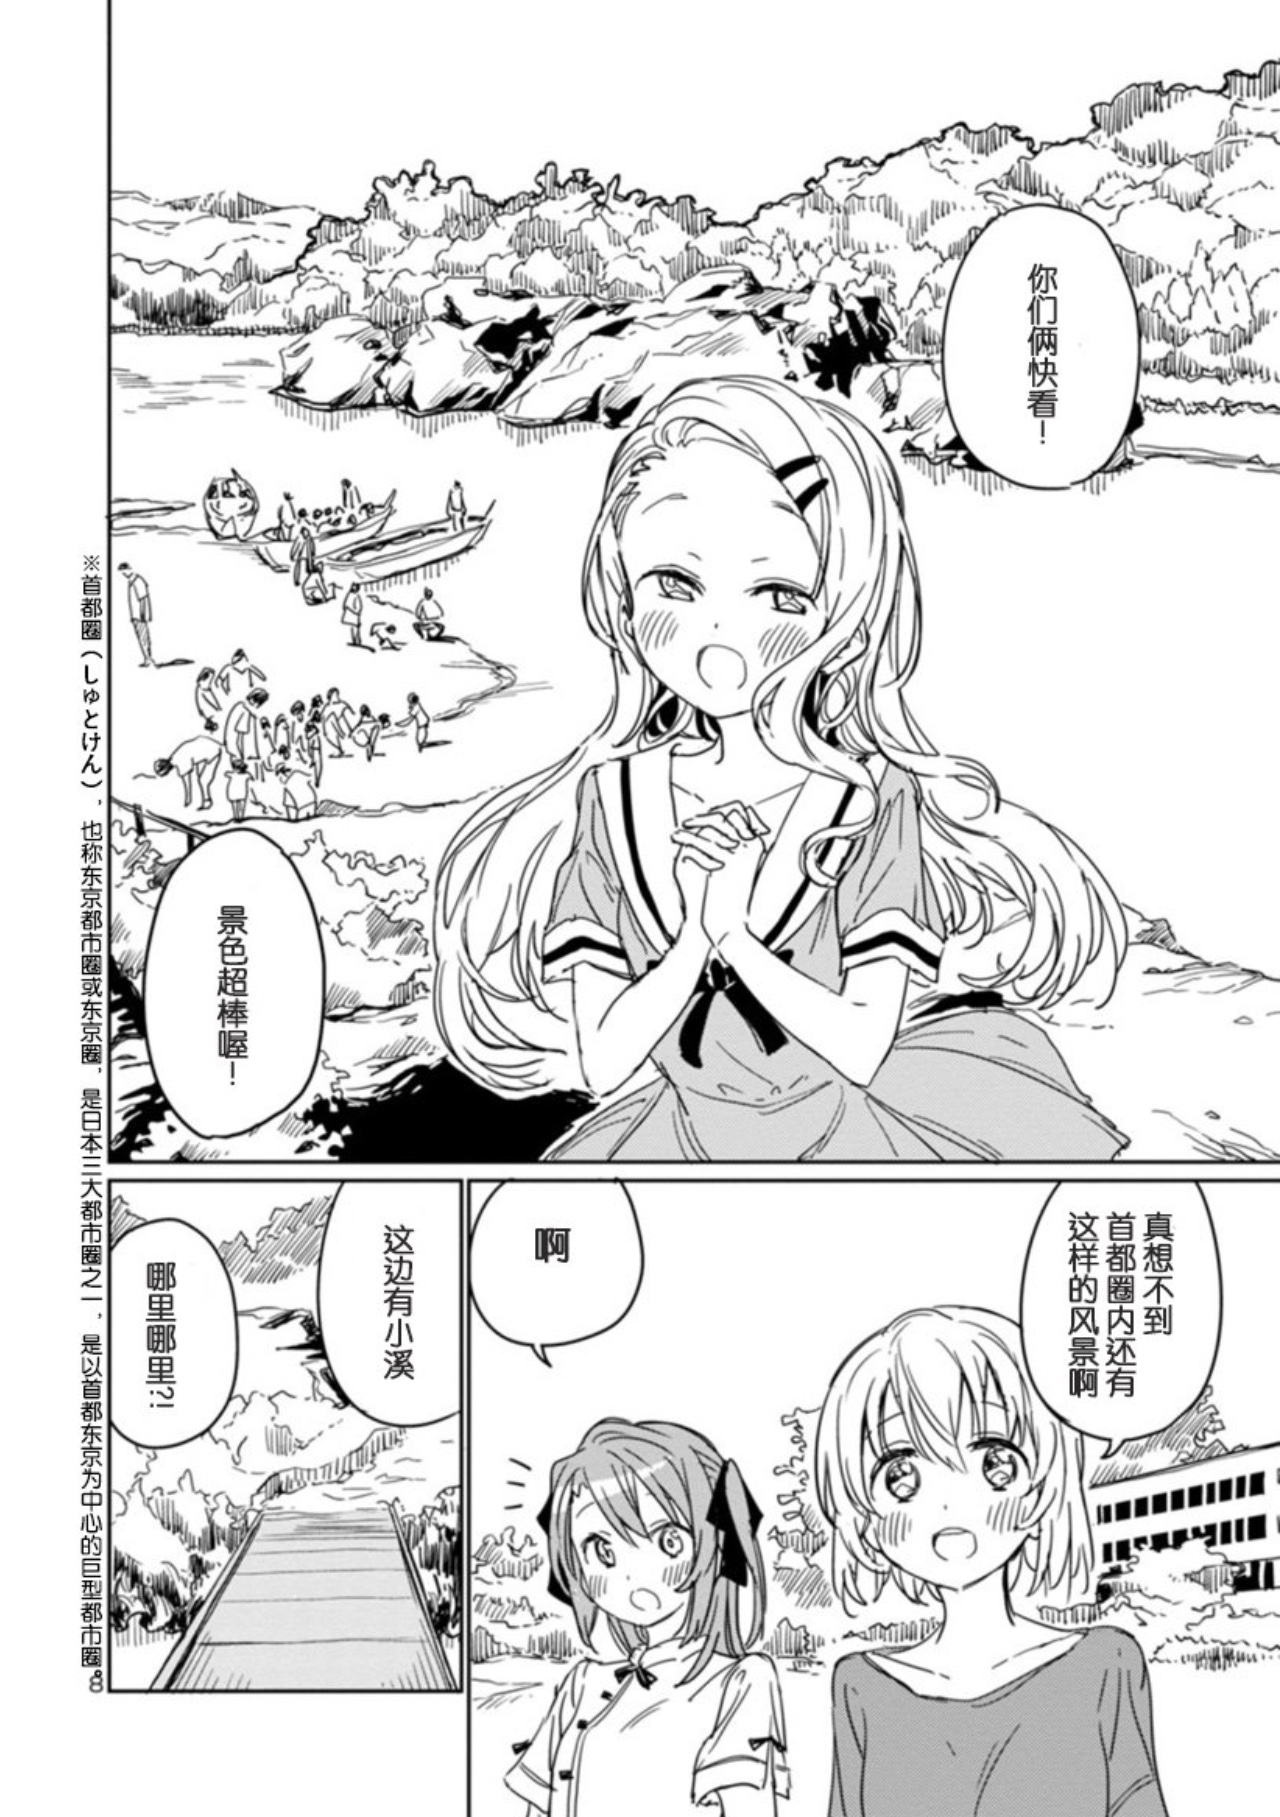 你们俩快看！
景色超棒喔！
真想不到
首都圈内还有
这样的风景啊
啊
这边有小溪
哪里哪里?!
※首都圈（しゅとけん），也称东京都市圈或东京圈，是日本三大都市圈之一，是以首都东京为中心的巨型都市圈。
8